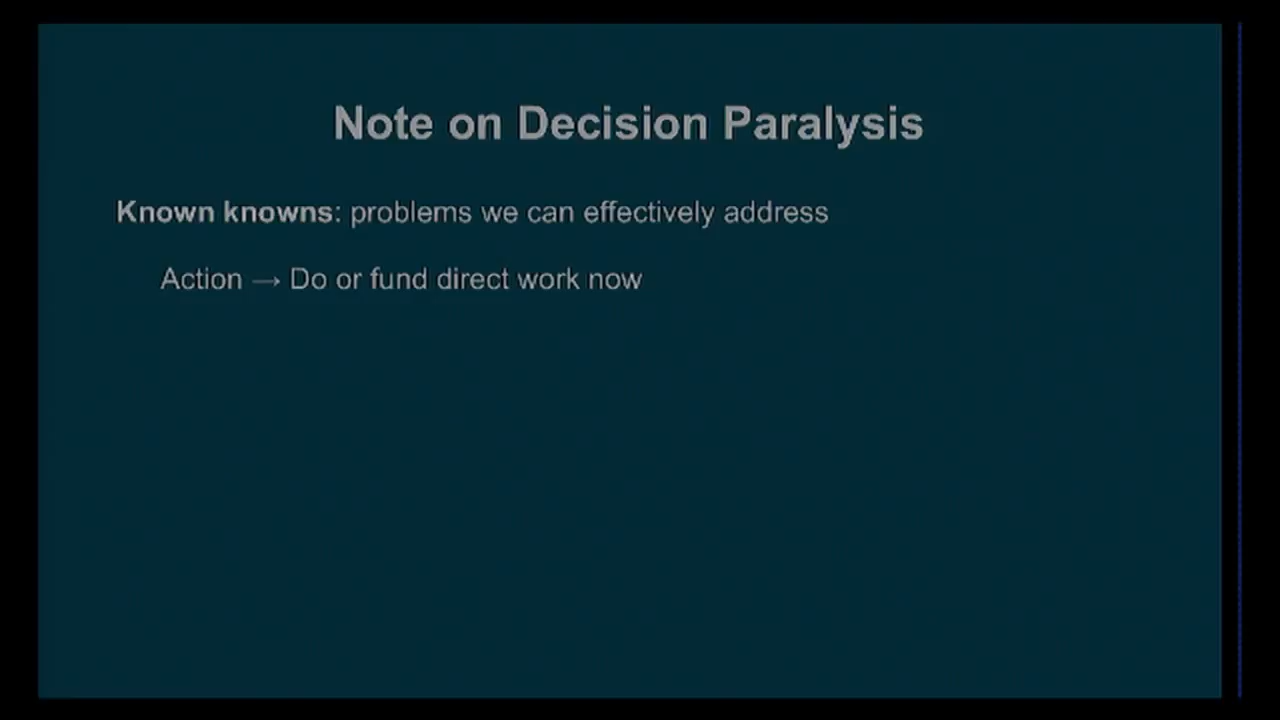 Note on Decision Paralysis
Known knowns: problems we can effectively address
Action → Do or fund direct work now